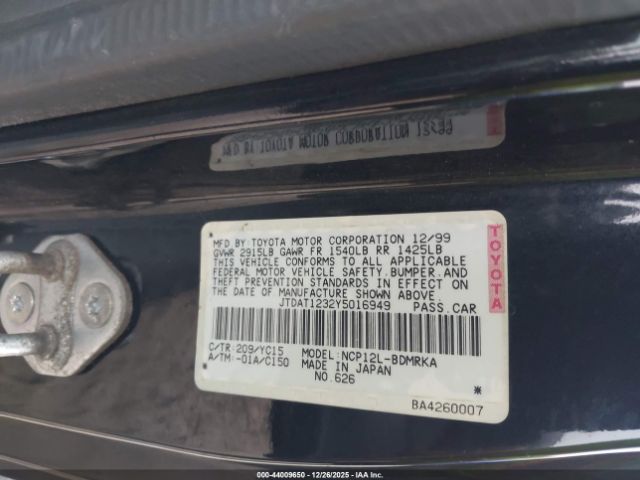 MFD BY TOYOTA MOTOR CORPORATION 12/99
GVWR 2915LB GAWR FR 1540LB RR 1425LB
THIS VEHICLE CONFORMS TO ALL APPLICABLE
FEDERAL MOTOR VEHICLE SAFETY, BUMPER, AND
THEFT PREVENTION STANDARDS IN EFFECT ON
THE DATE OF MANUFACTURE SHOWN ABOVE.
JTDAT1232Y5016949 PASS.CAR
C/TR:209/YC15 MODEL:NCP12L-BDMRKA
A/TM:-01A/C150 MADE IN JAPAN
NO.626
*
BA4260007
TOYOTA
000-44009650 | 12/26/2025 | IAA Inc.